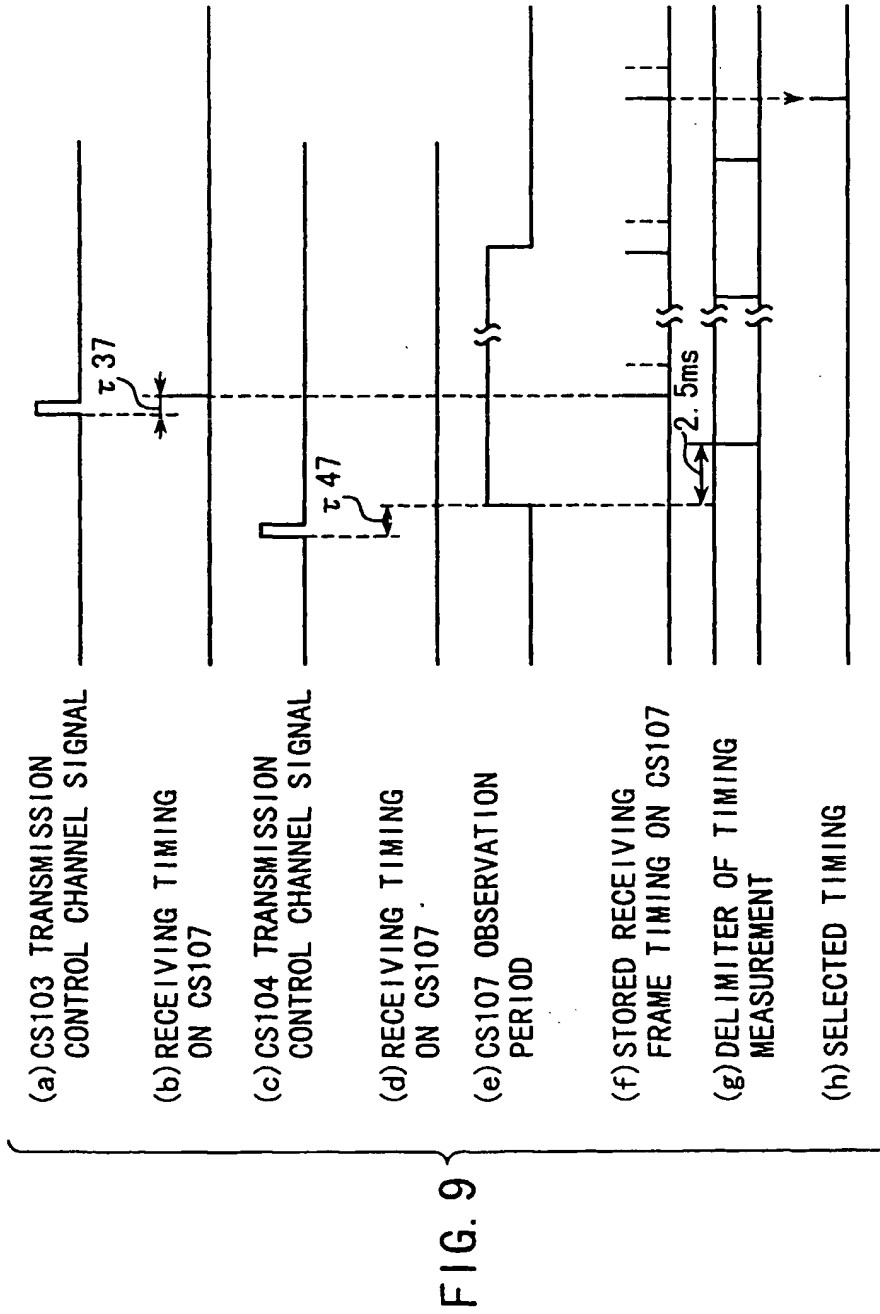 FIG. 9
(a) CS103 TRANSMISSION
CONTROL CHANNEL SIGNAL
τ37
(b) RECEIVING TIMING
ON CS107
(c) CS104 TRANSMISSION
CONTROL CHANNEL SIGNAL
τ47
(d) RECEIVING TIMING
ON CS107
(e) CS107 OBSERVATION
PERIOD
(f) STORED RECEIVING
FRAME TIMING ON CS107
2.5ms
(g) DELIMITER OF TIMING
MEASUREMENT
(h) SELECTED TIMING